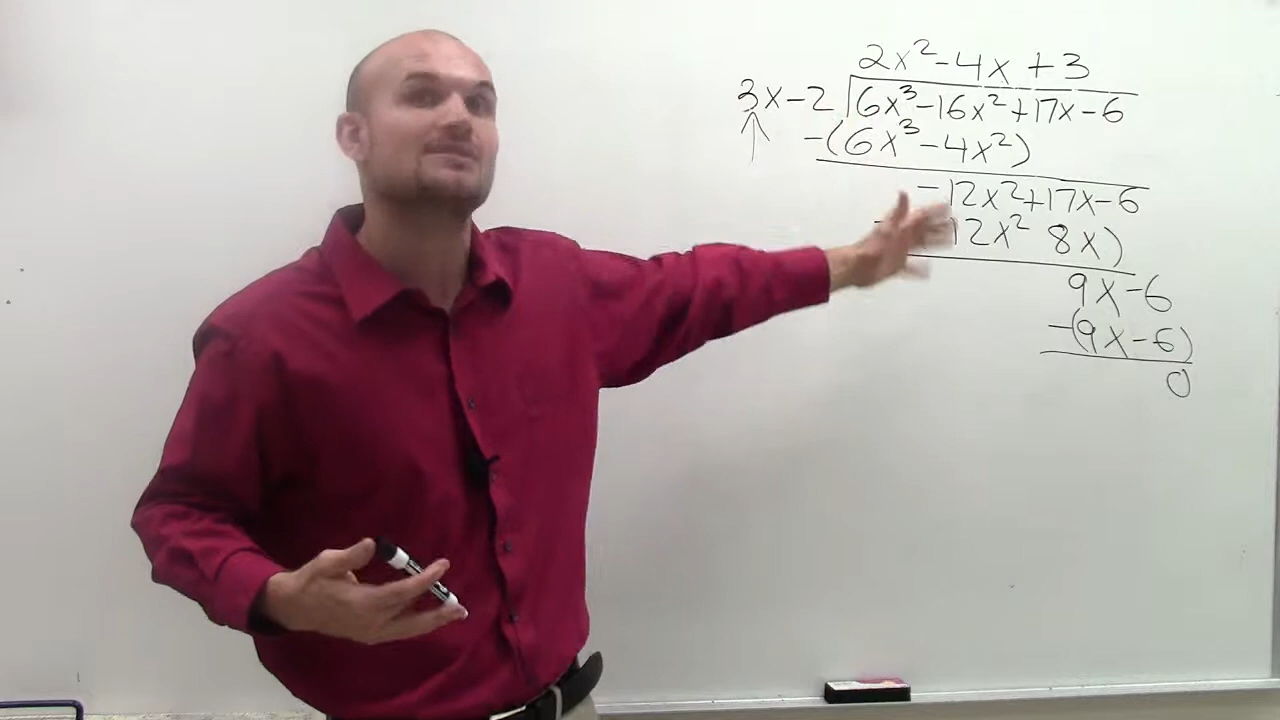 2x² - 4x + 3
3x - 2 6x³ - 16x² + 17x - 6
-(6x³ - 4x²)
-12x² + 17x - 6
12x² 8x)
9x - 6
-(9x - 6)
0